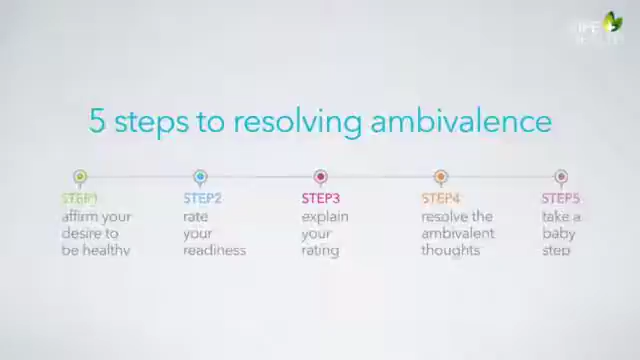 5 steps to resolving ambivalence
STEP1
affirm your
desire to
be healthy
STEP2
rate
your
readiness
STEP3
explain
your
rating
STEP4
resolve the
ambivalent
thoughts
STEP5
take a
baby
step